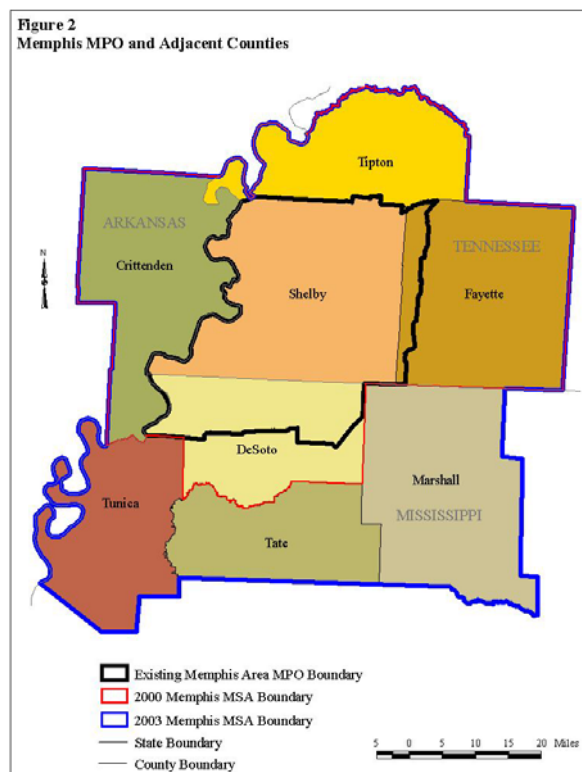 Figure 2
Memphis MPO and Adjacent Counties
Tipton
ARKANSAS
TENNESSEE
Crittenden
Shelby
Fayette
N
DeSoto
Marshall
Tunica
MISSISSIPPI
Tate
Existing Memphis Area MPO Boundary
2000 Memphis MSA Boundary
2003 Memphis MSA Boundary
State Boundary
County Boundary
5 0 5 10 15 20 Miles